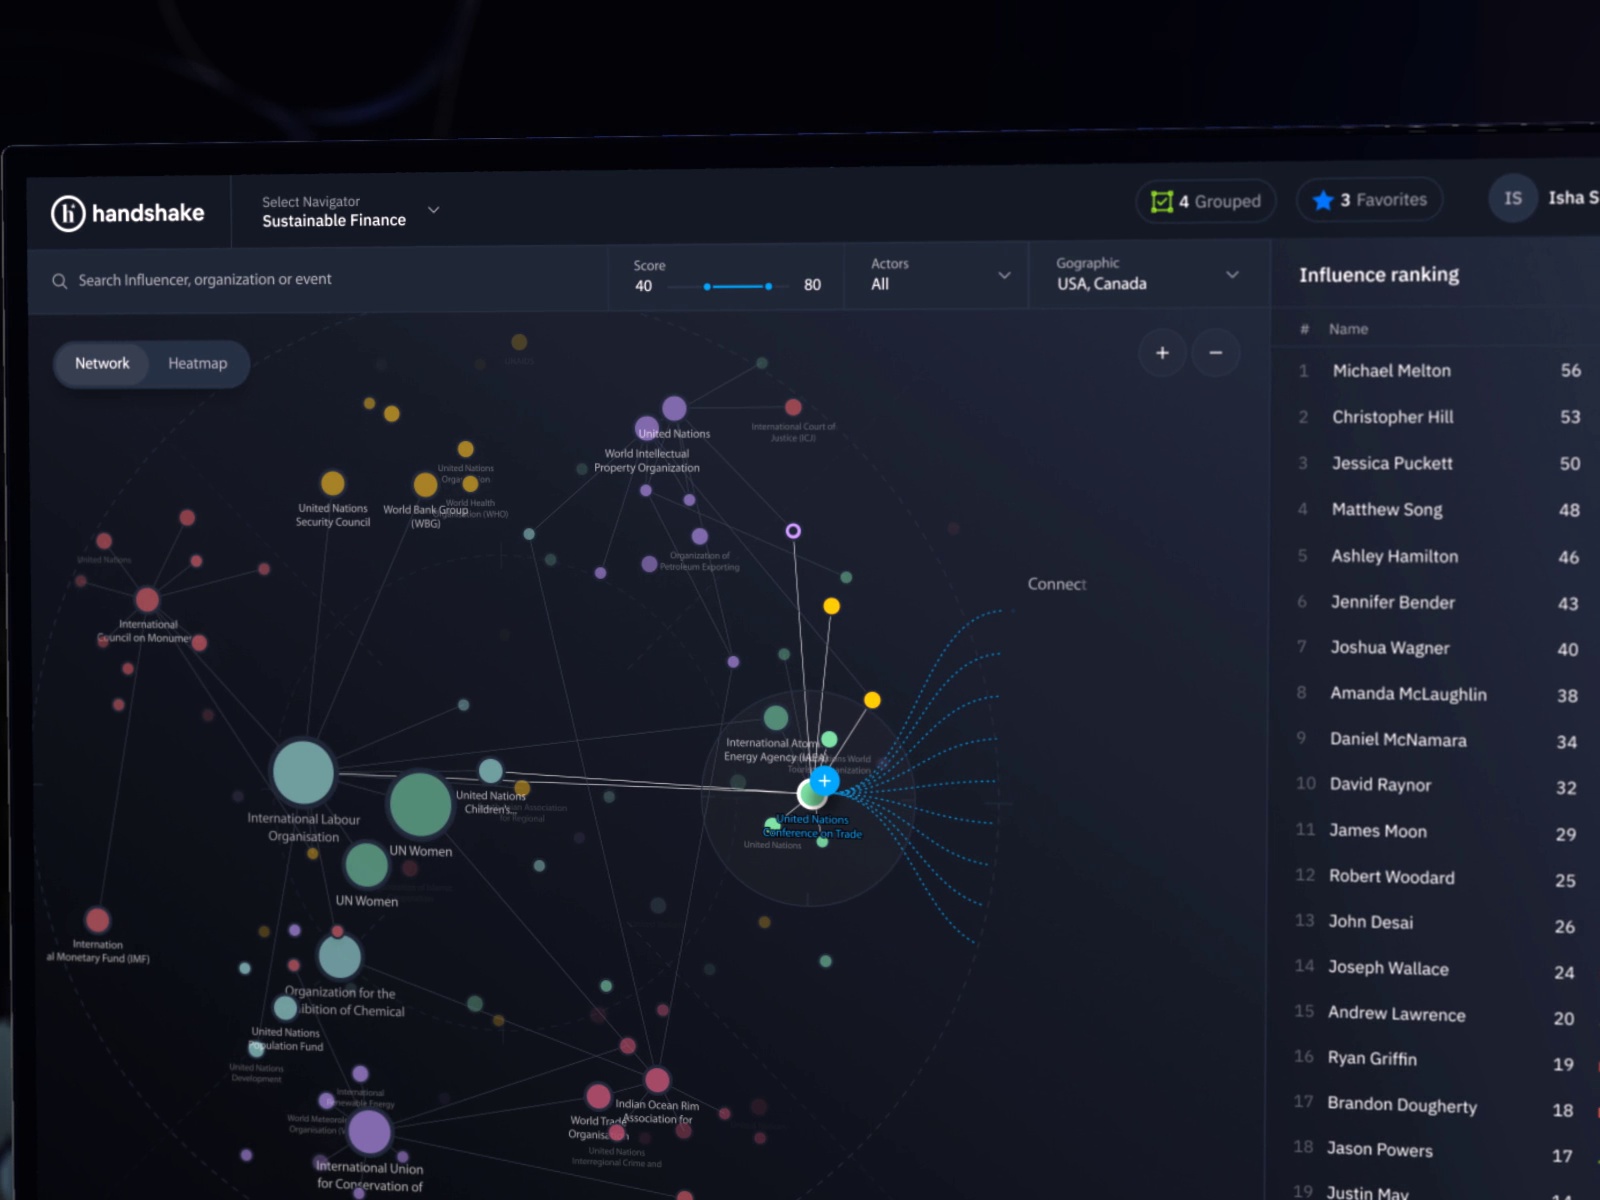 handshake
Select Navigator
Sustainable Finance
4 Grouped
3 Favorites
IS
Isha S
Search Influencer, organization or event
Score
40
80
Actors
All
Gographic
USA, Canada
Influence ranking
Network
Heatmap
+
−
# Name
1 Michael Melton 56
2 Christopher Hill 53
3 Jessica Puckett 50
4 Matthew Song 48
5 Ashley Hamilton 46
6 Jennifer Bender 43
7 Joshua Wagner 40
8 Amanda McLaughlin 38
9 Daniel McNamara 34
10 David Raynor 32
11 James Moon 29
12 Robert Woodard 25
13 John Desai 26
14 Joseph Wallace 24
15 Andrew Lawrence 20
16 Ryan Griffin 19
17 Brandon Dougherty 18
18 Jason Powers 17
19 Justin May
United Nations
World Intellectual
Property Organization
International Court of
Justice (ICJ)
United Nations
World Health
United Nations
Security Council
World Bank Group
(WBG)
Organization of
Petroleum Exporting
United Nations
International
Council on Monume
Connect
International Atom
Energy Agency (IAEA)
United Nations
Children's...
for Regional
International Labour
Organisation
UN Women
UN Women
United Nations
Conference on Trade
United Nations
Internation
al Monetary Fund (IMF)
Organization for the
ibition of Chemical
United Nations
Population Fund
United Nations
Development
International
Renewable Energy
World Meteorol
Organisation
International Union
for Conservation of
Indian Ocean Rim
Association for
World Trade
Organisation
United Nations
Interregional Crime and